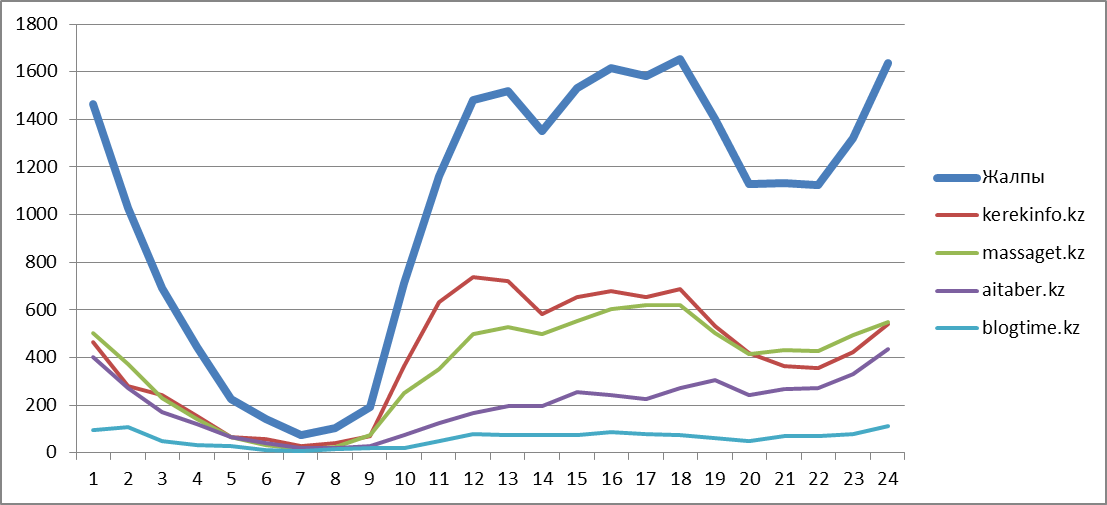 1800
1600
1400
1200
1000
800
600
400
200
0
1 2 3 4 5 6 7 8 9 10 11 12 13 14 15 16 17 18 19 20 21 22 23 24
Жалпы
kerekinfo.kz
massaget.kz
aitaber.kz
blogtime.kz